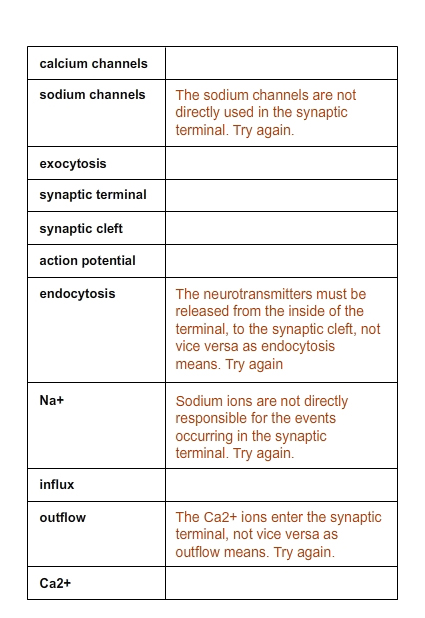 calcium channels
sodium channels
The sodium channels are not
directly used in the synaptic
terminal. Try again.
exocytosis
synaptic terminal
synaptic cleft
action potential
endocytosis
The neurotransmitters must be
released from the inside of the
terminal, to the synaptic cleft, not
vice versa as endocytosis
means. Try again
Na+
Sodium ions are not directly
responsible for the events
occurring in the synaptic
terminal. Try again.
influx
outflow
The Ca2+ ions enter the synaptic
terminal, not vice versa as
outflow means. Try again.
Ca2+